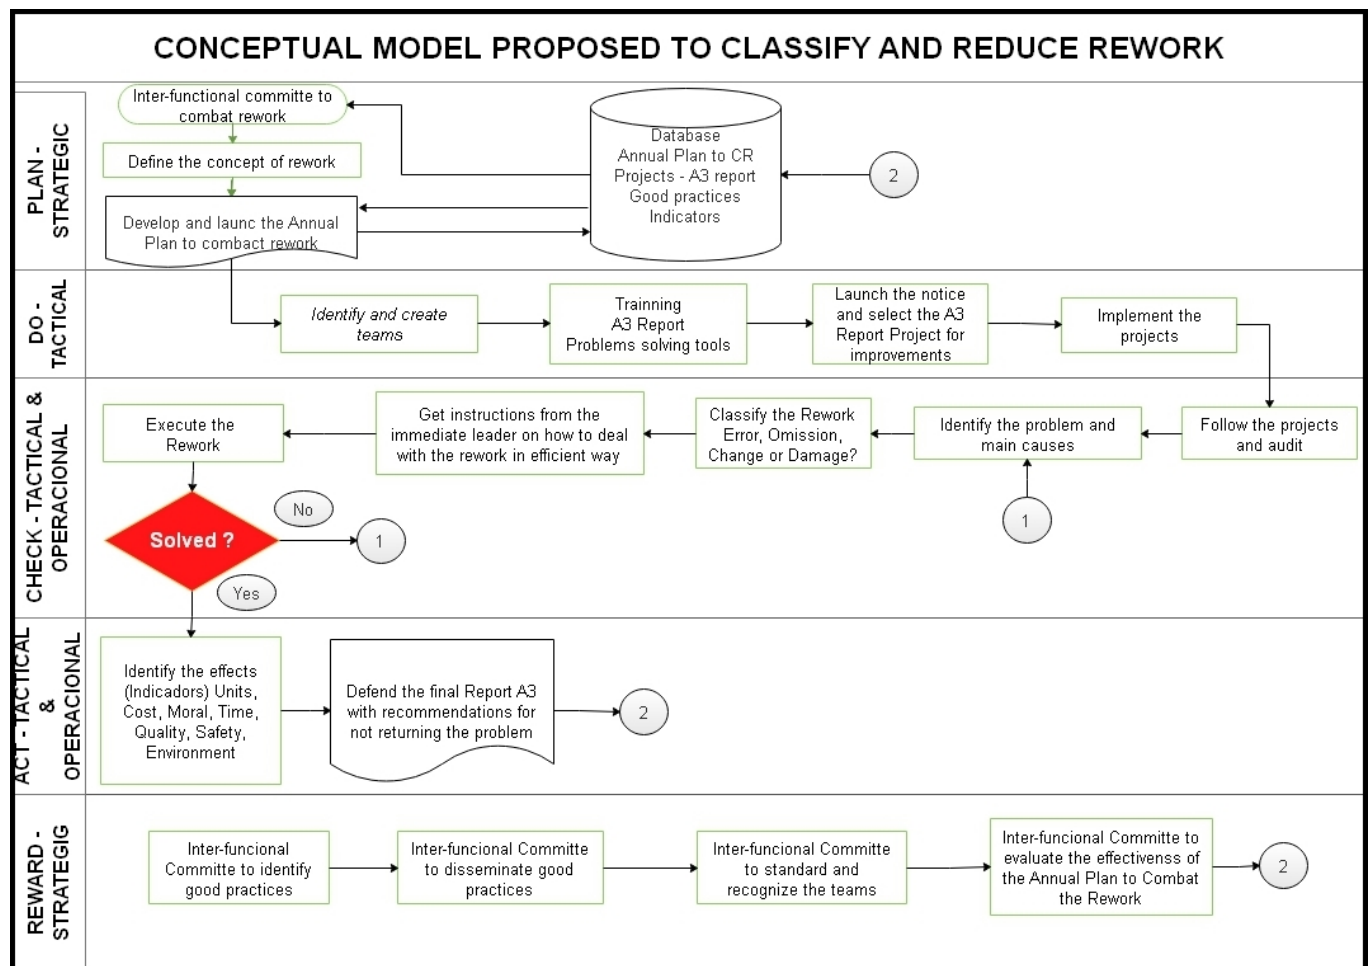 CONCEPTUAL MODEL PROPOSED TO CLASSIFY AND REDUCE REWORK
PLAN -
STRATEGIC
Inter-functional committe to
combat rework
Define the concept of rework
Develop and launc the Annual
Plan to combact rework
Database
Annual Plan to CR
Projects - A3 report
Good practices
Indicators
2
DO -
TACTICAL
Identify and create
teams
Trainning
A3 Report
Problems solving tools
Launch the notice
and select the A3
Report Project for
improvements
Implement the
projects
CHECK - TACTICAL &
OPERACIONAL
Execute the
Rework
Get instructions from the
immediate leader on how to deal
with the rework in efficient way
Classify the Rework
Error, Omission,
Change or Damage?
Identify the problem and
main causes
Follow the projects
and audit
Solved ?
No
1
1
Yes
ACT - TACTICAL
&
OPERACIONAL
Identify the effects
(Indicadors) Units,
Cost, Moral, Time,
Quality, Safety,
Environment
Defend the final Report A3
with recommendations for
not returning the problem
2
REWARD -
STRATEGIG
Inter-funcional
Committe to identify
good practices
Inter-funcional Committe
to disseminate good
practices
Inter-funcional Committe
to standard and
recognize the teams
Inter-funcional Committe to
evaluate the effectivenss of
the Annual Plan to Combat
the Rework
2